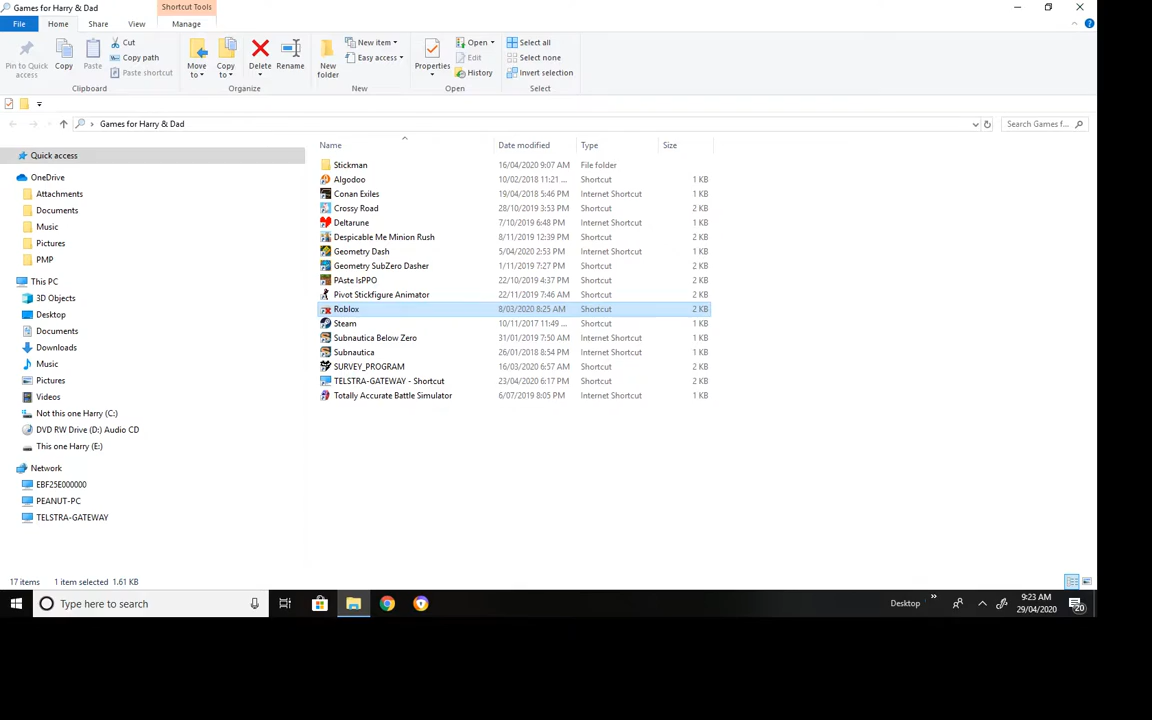 Games for Harry & Dad
Shortcut Tools
File Home Share View Manage
Pin to Quick access
Copy
Paste
Cut
Copy path
Paste shortcut
Clipboard
Move to
Copy to
Delete
Rename
Organize
New folder
New item
Easy access
New
Properties
Open
Edit
History
Open
Select all
Select none
Invert selection
Select
Games for Harry & Dad
Search Games f...
Name Date modified Type Size
Stickman 16/04/2020 9:07 AM File folder
Algodoo 10/02/2018 11:21 ... Shortcut 1 KB
Conan Exiles 19/04/2018 5:46 PM Internet Shortcut 1 KB
Crossy Road 28/10/2019 3:53 PM Shortcut 2 KB
Deltarune 7/10/2019 6:48 PM Internet Shortcut 1 KB
Despicable Me Minion Rush 8/11/2019 12:39 PM Shortcut 2 KB
Geometry Dash 5/04/2020 2:53 PM Internet Shortcut 1 KB
Geometry SubZero Dasher 1/11/2019 7:27 PM Shortcut 2 KB
PAste IsPPO 22/10/2019 4:37 PM Shortcut 2 KB
Pivot Stickfigure Animator 22/11/2019 7:46 AM Shortcut 2 KB
Roblox 8/03/2020 8:25 AM Shortcut 2 KB
Steam 10/11/2017 11:49 ... Shortcut 1 KB
Subnautica Below Zero 31/01/2019 7:50 AM Internet Shortcut 1 KB
Subnautica 26/01/2018 8:54 PM Internet Shortcut 1 KB
SURVEY_PROGRAM 16/03/2020 6:57 AM Shortcut 2 KB
TELSTRA-GATEWAY - Shortcut 23/04/2020 6:17 PM Shortcut 2 KB
Totally Accurate Battle Simulator 6/07/2019 8:05 PM Internet Shortcut 1 KB
Quick access
OneDrive
Attachments
Documents
Music
Pictures
PMP
This PC
3D Objects
Desktop
Documents
Downloads
Music
Pictures
Videos
Not this one Harry (C:)
DVD RW Drive (D:) Audio CD
This one Harry (E:)
Network
EBF25E000000
PEANUT-PC
TELSTRA-GATEWAY
17 items 1 item selected 1.61 KB
Type here to search
Desktop
9:23 AM
29/04/2020
20